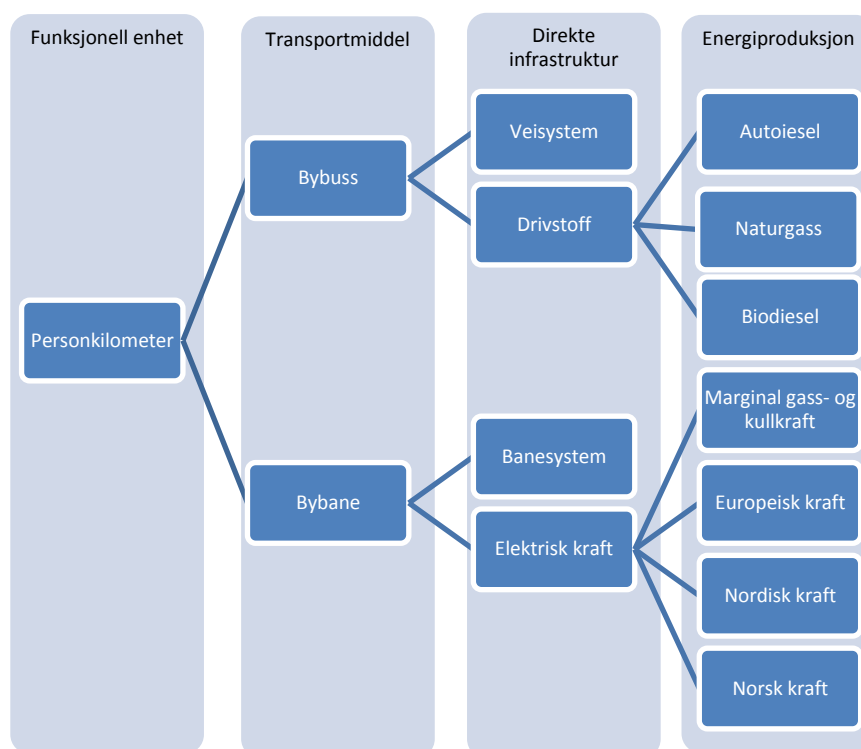 Funksjonell enhet
Transportmiddel
Direkte
infrastruktur
Energiproduksjon
Personkilometer
Bybuss
Bybane
Veisystem
Drivstoff
Banesystem
Elektrisk kraft
Autoiesel
Naturgass
Biodiesel
Marginal gass- og
kullkraft
Europeisk kraft
Nordisk kraft
Norsk kraft